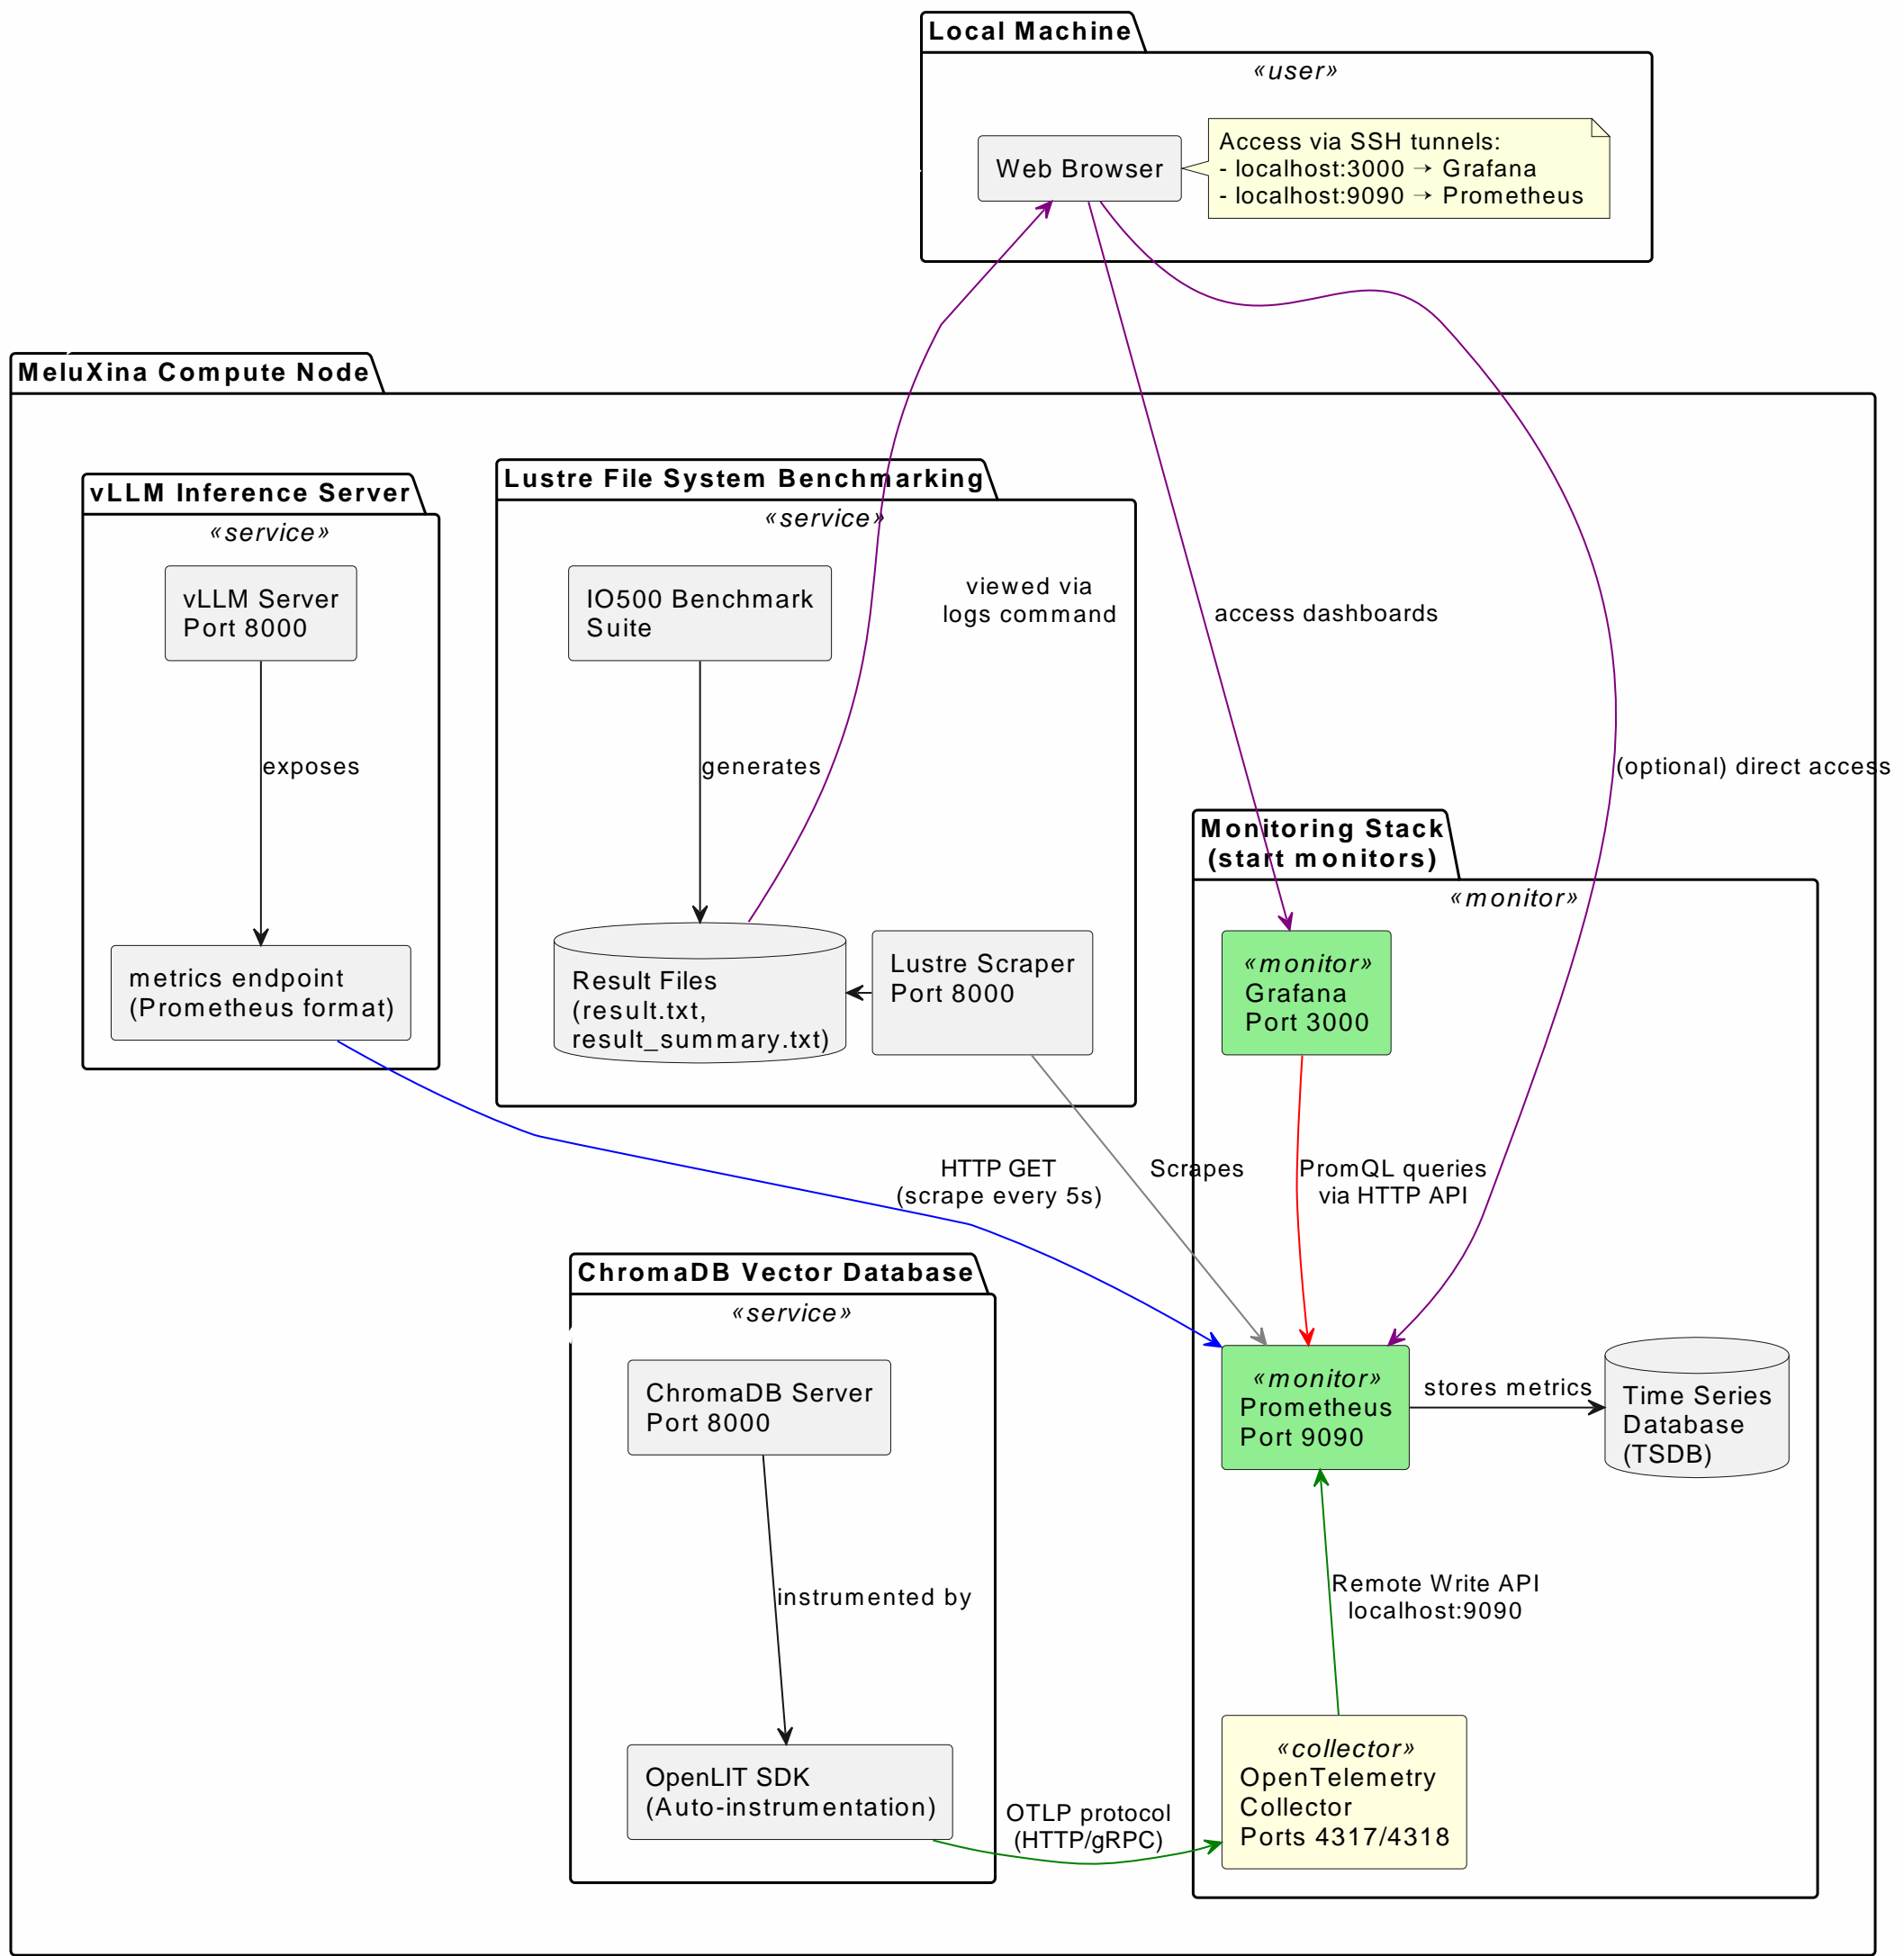 Local Machine
«user»
Web Browser
Access via SSH tunnels:
- localhost:3000 → Grafana
- localhost:9090 → Prometheus
MeluXina Compute Node
vLLM Inference Server
«service»
vLLM Server
Port 8000
exposes
metrics endpoint
(Prometheus format)
Lustre File System Benchmarking
«service»
IO500 Benchmark
Suite
viewed via
logs command
generates
Result Files
(result.txt,
result_summary.txt)
Lustre Scraper
Port 8000
access dashboards
(optional) direct access
Monitoring Stack
(start monitors)
«monitor»
«monitor»
Grafana
Port 3000
HTTP GET
(scrape every 5s)
Scrapes
PromQL queries
via HTTP API
ChromaDB Vector Database
«service»
ChromaDB Server
Port 8000
instrumented by
OpenLIT SDK
(Auto-instrumentation)
«monitor»
Prometheus
Port 9090
stores metrics
Time Series
Database
(TSDB)
Remote Write API
localhost:9090
OTLP protocol
(HTTP/gRPC)
«collector»
OpenTelemetry
Collector
Ports 4317/4318